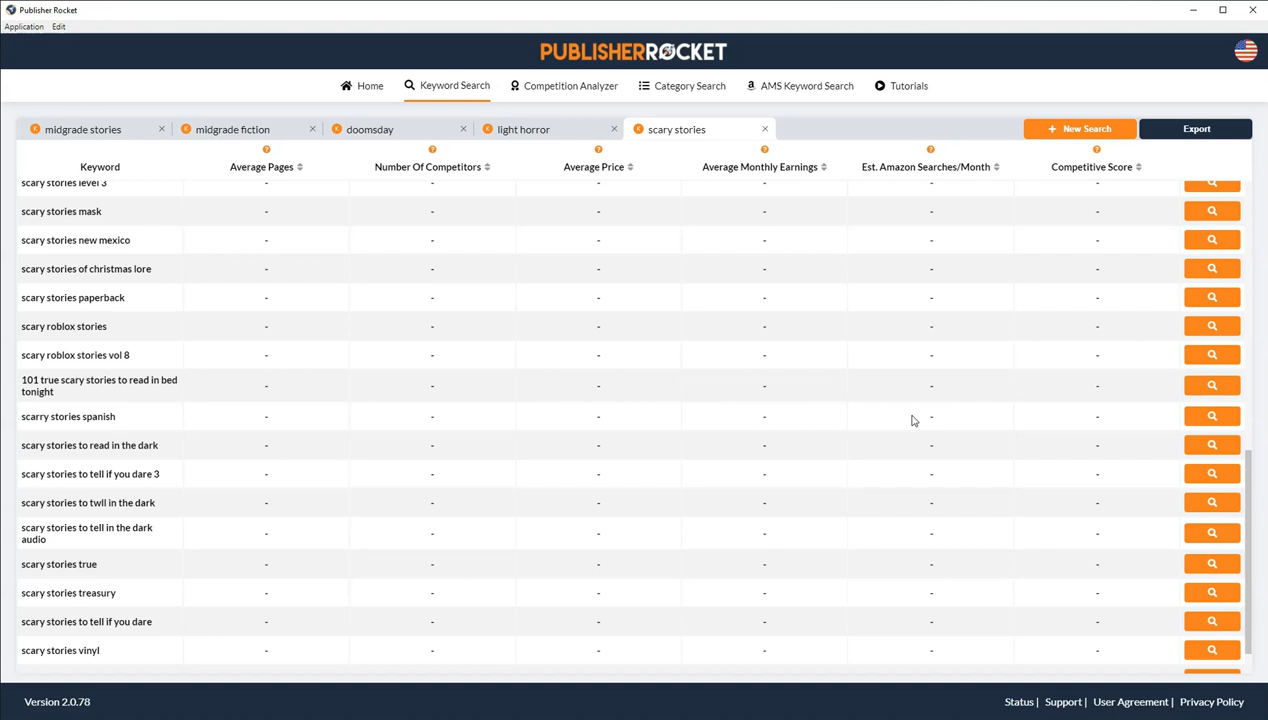 Publisher Rocket
Application Edit
PUBLISHERROCKET
Home Keyword Search Competition Analyzer Category Search AMS Keyword Search Tutorials
midgrade stories midgrade fiction doomsday light horror scary stories New Search Export
Keyword Average Pages Number Of Competitors Average Price Average Monthly Earnings Est. Amazon Searches/Month Competitive Score
scary stories level 3 - - - - - -
scary stories mask - - - - - -
scary stories new mexico - - - - - -
scary stories of christmas lore - - - - - -
scary stories paperback - - - - - -
scary roblox stories - - - - - -
scary roblox stories vol 8 - - - - - -
101 true scary stories to read in bed
tonight - - - - - -
scarry stories spanish - - - - - -
scary stories to read in the dark - - - - - -
scary stories to tell if you dare 3 - - - - - -
scary stories to twll in the dark - - - - - -
scary stories to tell in the dark
audio - - - - - -
scary stories true - - - - - -
scary stories treasury - - - - - -
scary stories to tell if you dare - - - - - -
scary stories vinyl - - - - - -
Version 2.0.78 Status | Support | User Agreement | Privacy Policy